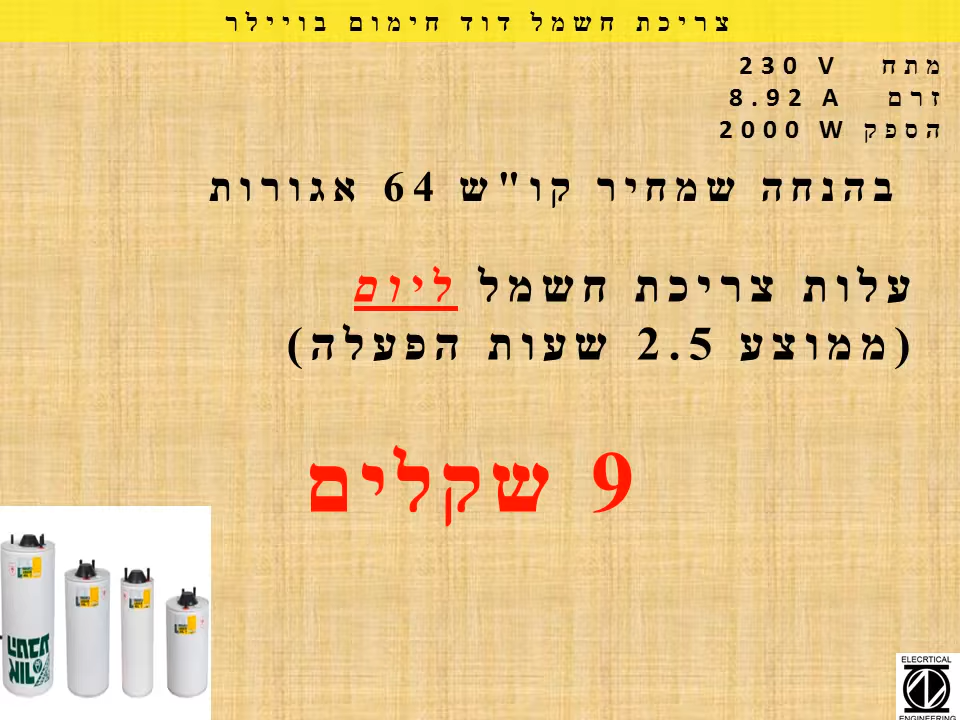 צריכת חשמל דוד חימום בויילר
מתח 230 V
זרם 8.92 A
הספק 2000 W
בהנחה שמחיר קו"ש 64 אגורות
עלות צריכת חשמל ליום
(ממוצע 2.5 שעות הפעלה)
9 שקלים
ELECRTICAL
ENGINEERING